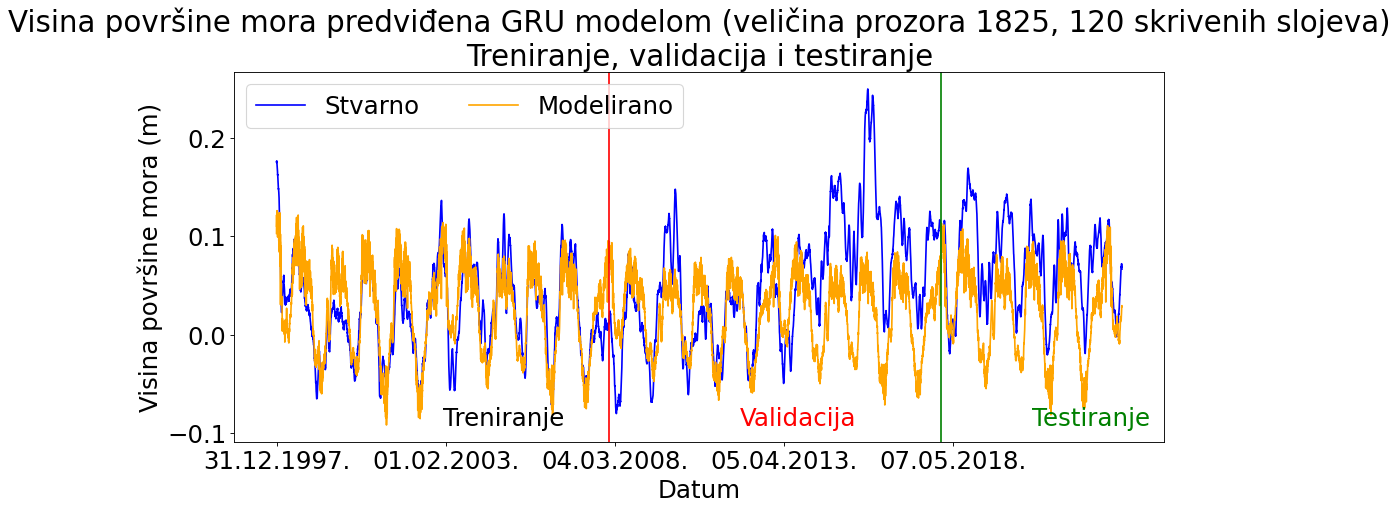 Visina površine mora predviđena GRU modelom (veličina prozora 1825, 120 skrivenih slojeva)
Treniranje, validacija i testiranje
Stvarno
Modelirano
Visina površine mora (m)
0.2
0.1
0.0
−0.1
Treniranje
Validacija
Testiranje
31.12.1997.
01.02.2003.
04.03.2008.
05.04.2013.
07.05.2018.
Datum